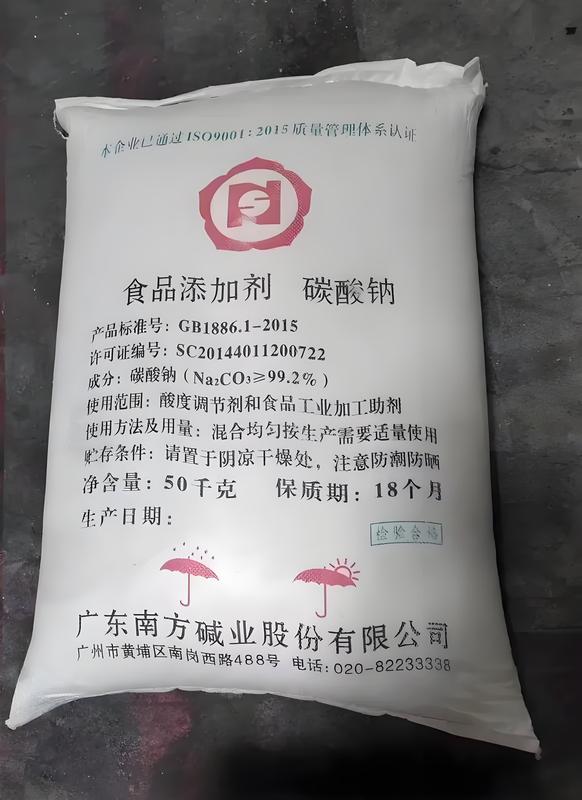 本企业已通过ISO9001:2015质量管理体系认证
NS
食品添加剂 碳酸钠
产品标准号: GB1886.1-2015
许可证编号: SC20144011200722
成分: 碳酸钠 (Na₂CO₃≥99.2%)
使用范围: 酸度调节剂和食品工业加工助剂
使用方法及用量: 混合均匀按生产需要适量使用
贮存条件: 请置于阴凉干燥处, 注意防潮防晒
净含量: 50千克 保质期: 18个月
生产日期:
检验合格
广东南方碱业股份有限公司
广州市黄埔区南岗西路488号 电话: 020-82233338